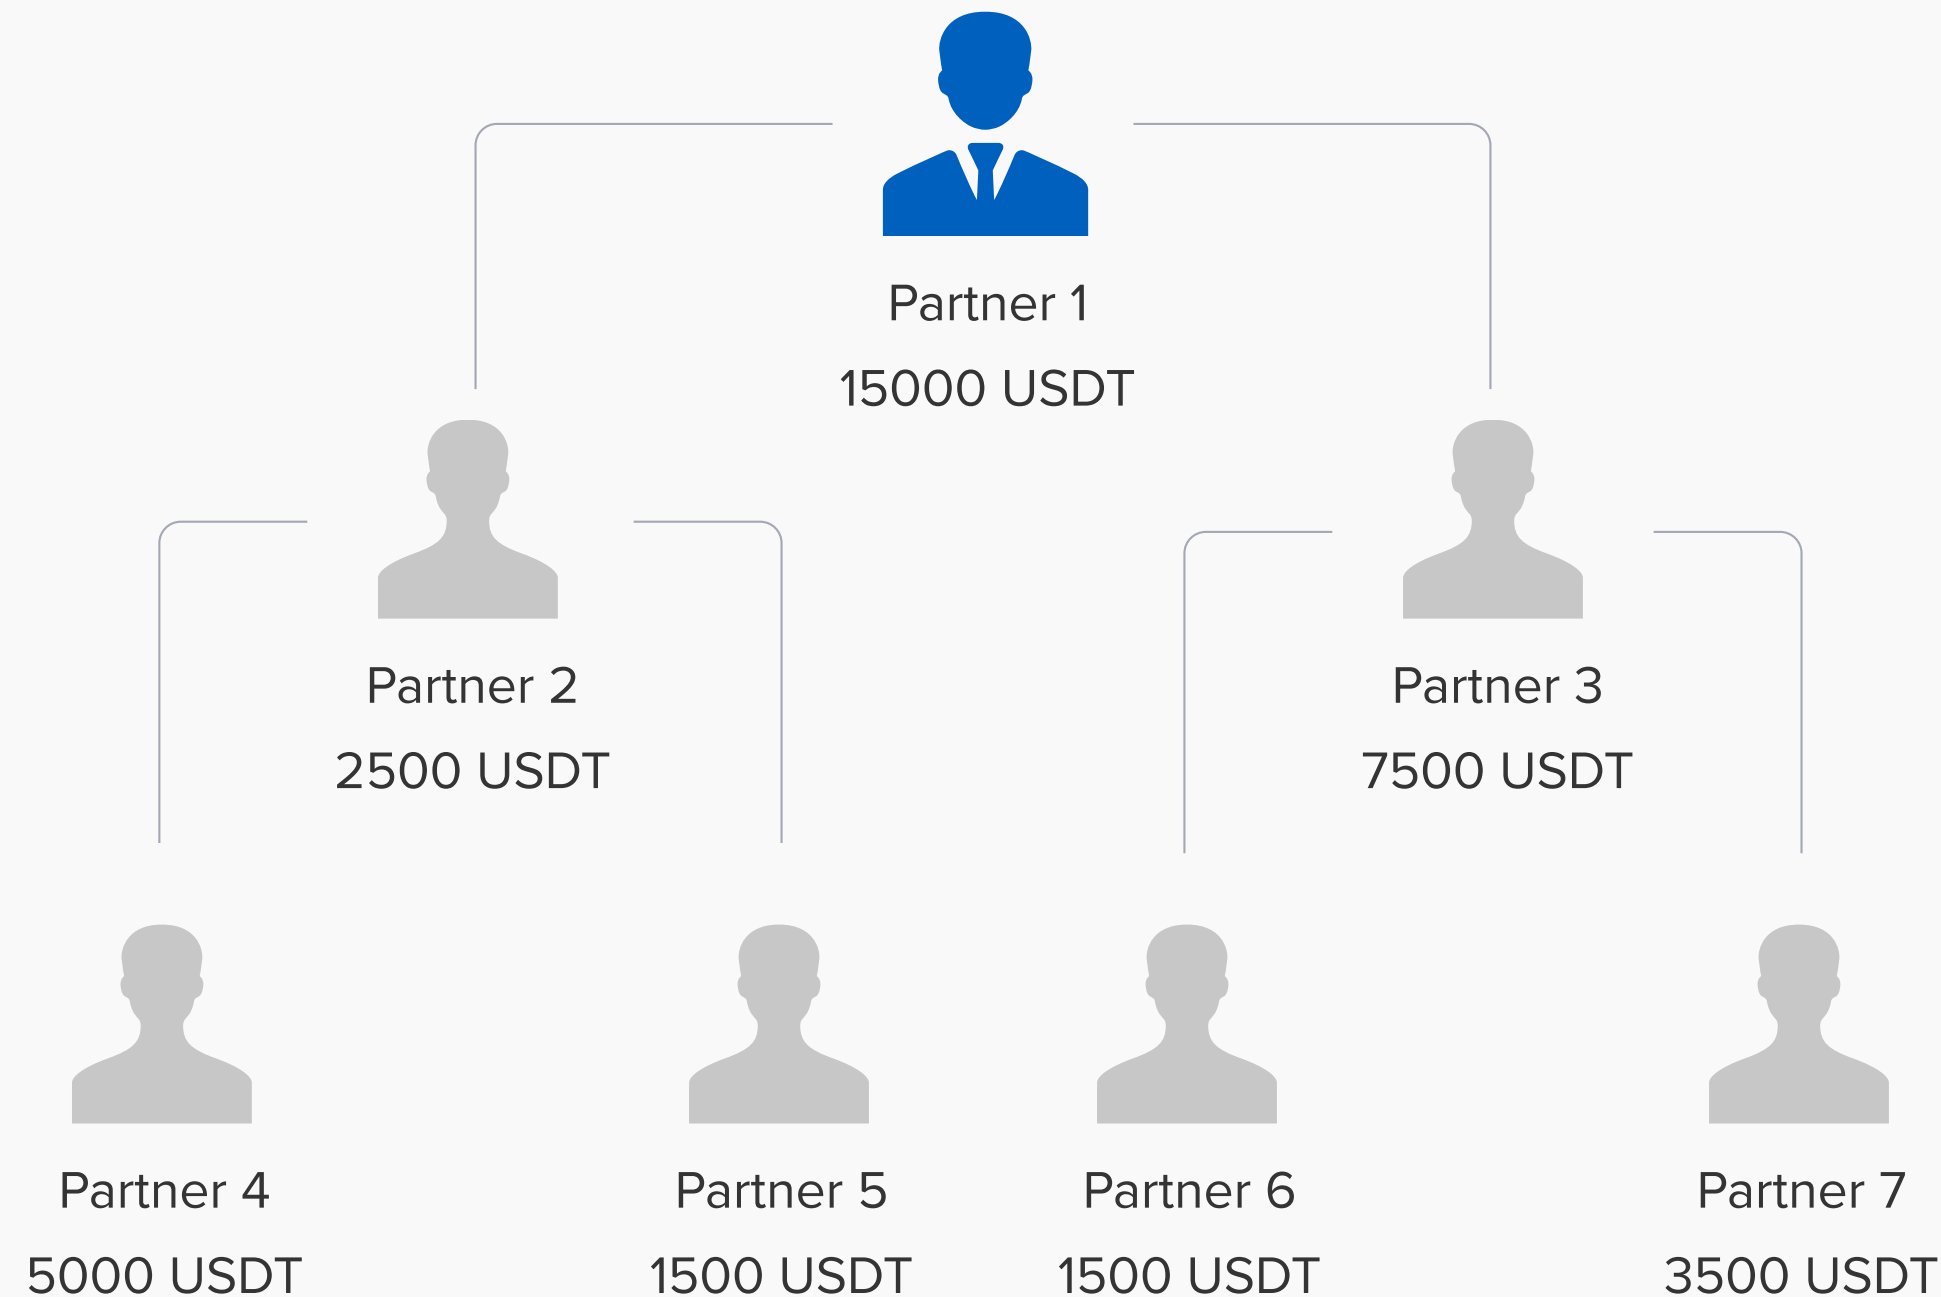 Partner 1
15000 USDT
Partner 2
2500 USDT
Partner 3
7500 USDT
Partner 4
5000 USDT
Partner 5
1500 USDT
Partner 6
1500 USDT
Partner 7
3500 USDT